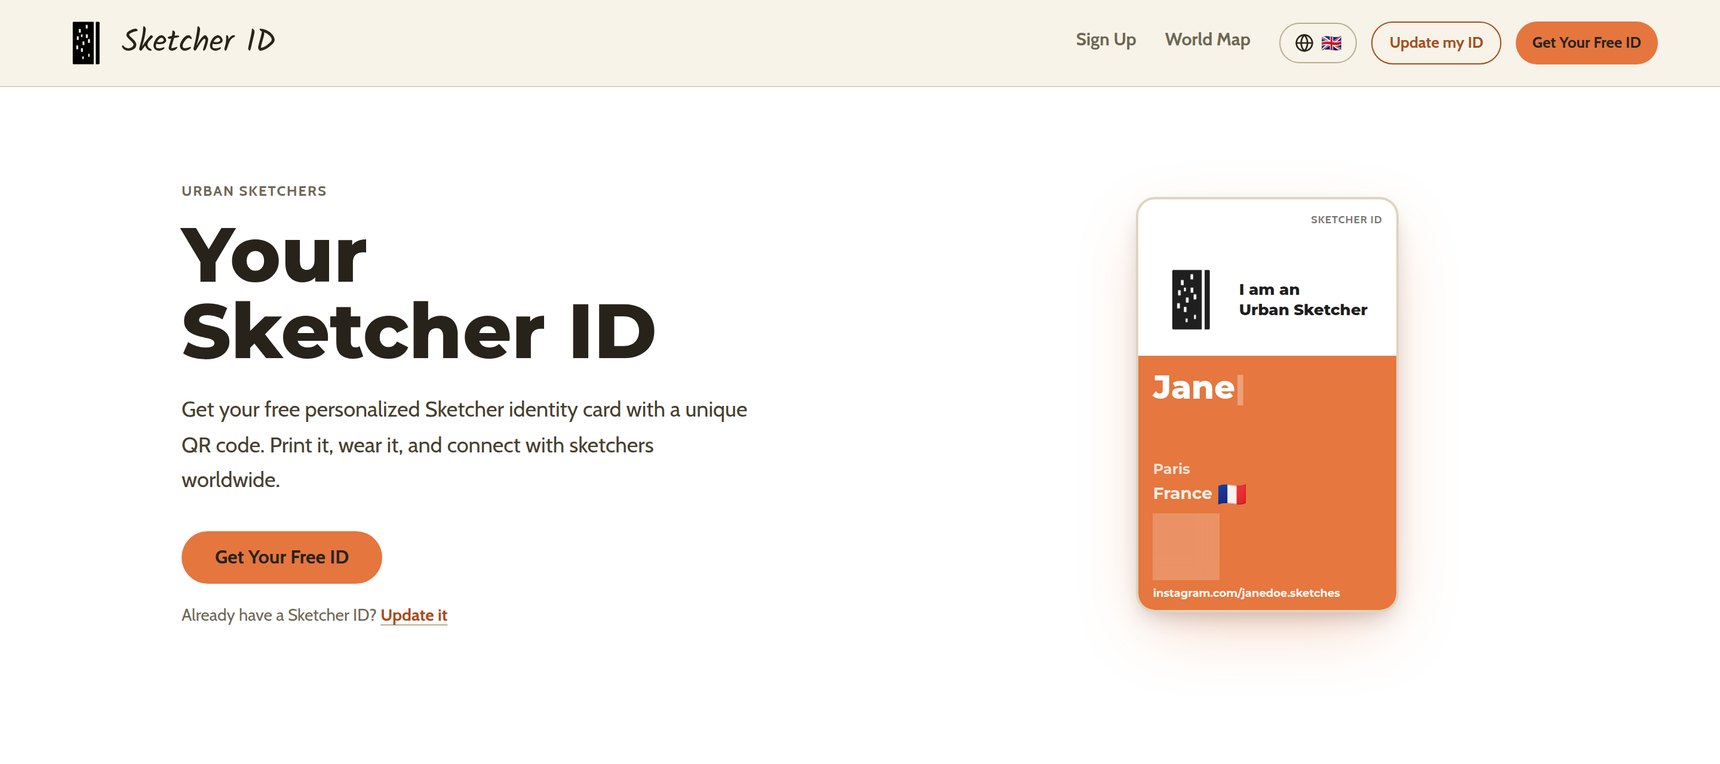 Sketcher ID
Sign Up
World Map
Update my ID
Get Your Free ID
URBAN SKETCHERS
Your
Sketcher ID
Get your free personalized Sketcher identity card with a unique
QR code. Print it, wear it, and connect with sketchers
worldwide.
Get Your Free ID
Already have a Sketcher ID? Update it
SKETCHER ID
I am an
Urban Sketcher
Jane
Paris
France
instagram.com/janedoe.sketches